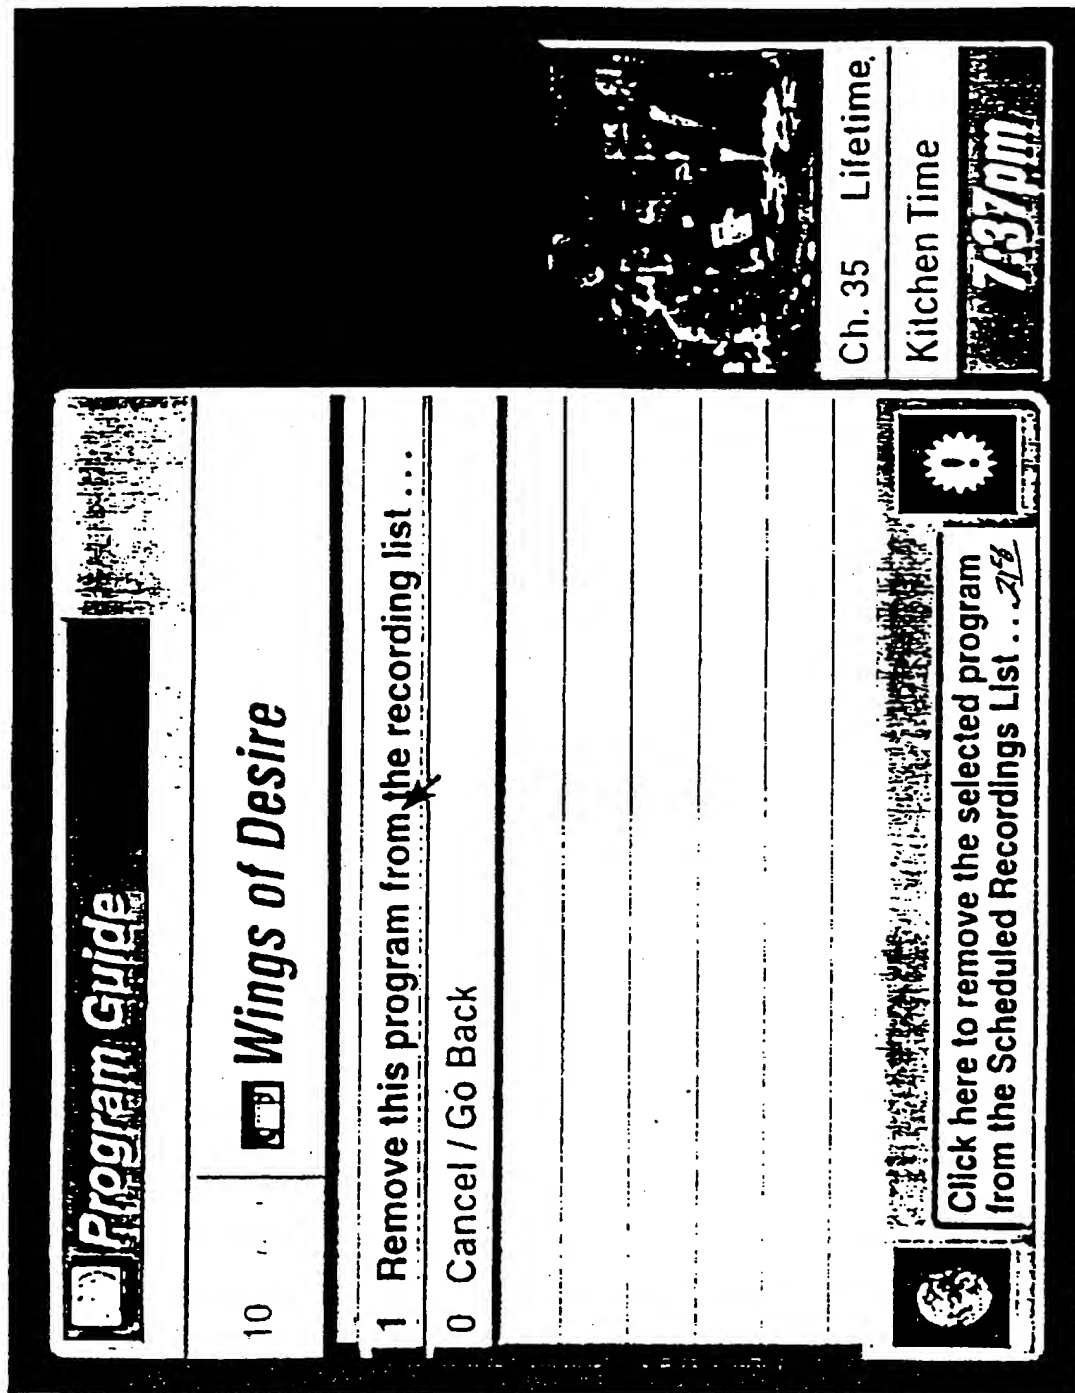 Program Guide
10
Wings of Desire
1 Remove this program from the recording list...
0 Cancel / Go Back
Click here to remove the selected program
from the Scheduled Recordings List...
Ch. 35 Lifetime,
Kitchen Time
7:37pm
!